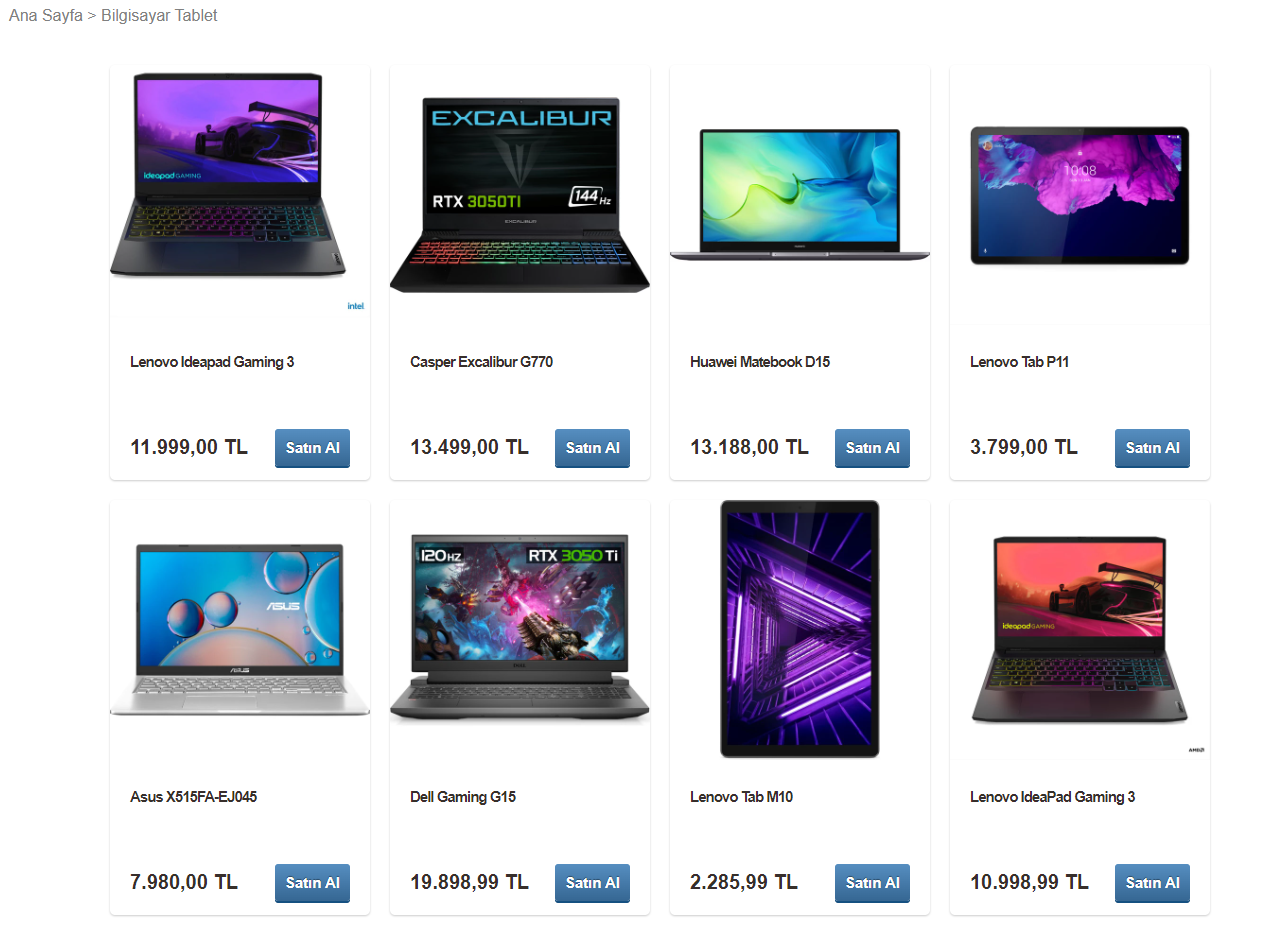 Ana Sayfa > Bilgisayar Tablet
ideapad GAMING
intel
EXCALIBUR
RTX 3050TI
144 Hz
EXCALIBUR
10:08
Lenovo Ideapad Gaming 3
Casper Excalibur G770
Huawei Matebook D15
Lenovo Tab P11
11.999,00 TL
Satın Al
13.499,00 TL
Satın Al
13.188,00 TL
Satın Al
3.799,00 TL
Satın Al
ASUS
ASUS
120HZ
RTX 3050 Ti
DELL
ideapad GAMING
AMD
Asus X515FA-EJ045
Dell Gaming G15
Lenovo Tab M10
Lenovo IdeaPad Gaming 3
7.980,00 TL
Satın Al
19.898,99 TL
Satın Al
2.285,99 TL
Satın Al
10.998,99 TL
Satın Al